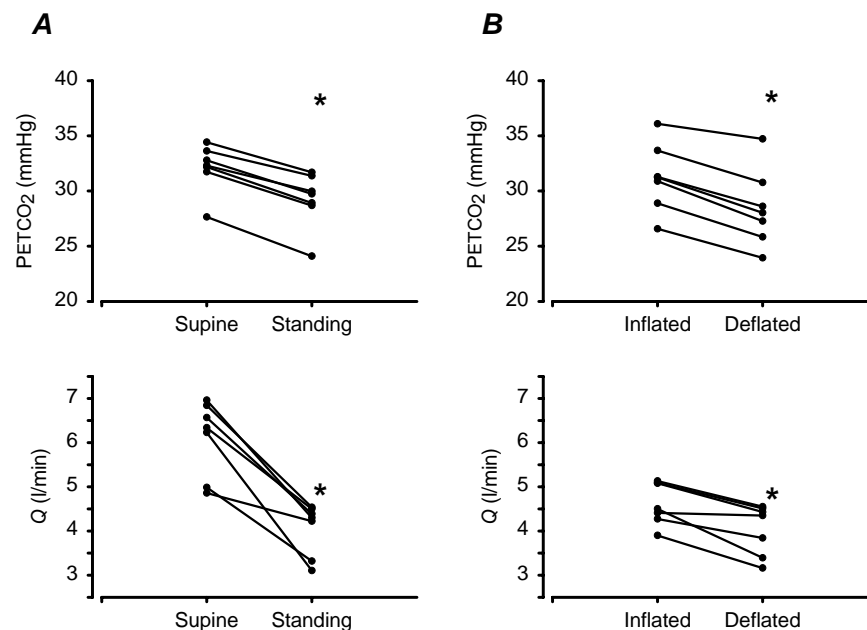 A
B
40
35
30
25
20
PETCO2 (mmHg)
*
Supine Standing
40
35
30
25
20
PETCO2 (mmHg)
*
Inflated Deflated
7
6
5
4
3
Q (l/min)
*
Supine Standing
7
6
5
4
3
Q (l/min)
*
Inflated Deflated